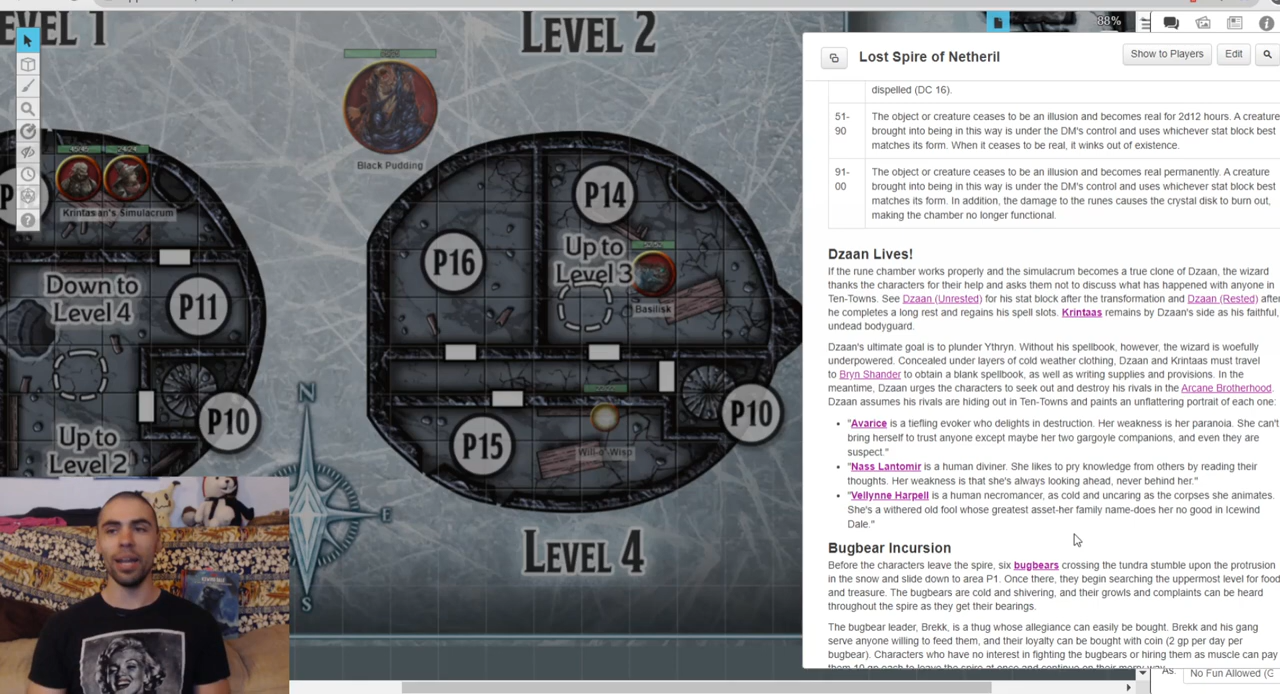 EVEL 1
LEVEL 2
88%
Black Pudding
Krintas an's Simulacrum
P
Down to
Level 4
P11
P10
Up to
Level 2
P14
P16
Up to
Level 3
Basilisk
P15
P10
Will-o'-Wisp
N
E
S
LEVEL 4
Lost Spire of Netheril
Show to Players
Edit
dispelled (DC 16).
51-
90
The object or creature ceases to be an illusion and becomes real for 2d12 hours. A creature
brought into being in this way is under the DM's control and uses whichever stat block best
matches its form. When it ceases to be real, it winks out of existence.
91-
00
The object or creature ceases to be an illusion and becomes real permanently. A creature
brought into being in this way is under the DM's control and uses whichever stat block best
matches its form. In addition, the damage to the runes causes the crystal disk to burn out,
making the chamber no longer functional.
Dzaan Lives!
If the rune chamber works properly and the simulacrum becomes a true clone of Dzaan, the wizard
thanks the characters for their help and asks them not to discuss what has happened with anyone in
Ten-Towns. See Dzaan (Unrested) for his stat block after the transformation and Dzaan (Rested) after
he completes a long rest and regains his spell slots. Krintaas remains by Dzaan's side as his faithful,
undead bodyguard.
Dzaan's ultimate goal is to plunder Ythryn. Without his spellbook, however, the wizard is woefully
underpowered. Concealed under layers of cold weather clothing, Dzaan and Krintaas must travel
to Bryn Shander to obtain a blank spellbook, as well as writing supplies and provisions. In the
meantime, Dzaan urges the characters to seek out and destroy his rivals in the Arcane Brotherhood.
Dzaan assumes his rivals are hiding out in Ten-Towns and paints an unflattering portrait of each one:
• "Avarice is a tiefling evoker who delights in destruction. Her weakness is her paranoia. She can't
bring herself to trust anyone except maybe her two gargoyle companions, and even they are
suspect."
• "Nass Lantomir is a human diviner. She likes to pry knowledge from others by reading their
thoughts. Her weakness is that she's always looking ahead, never behind her."
• "Vellynne Harpell is a human necromancer, as cold and uncaring as the corpses she animates.
She's a withered old fool whose greatest asset-her family name-does her no good in Icewind
Dale."
Bugbear Incursion
Before the characters leave the spire, six bugbears crossing the tundra stumble upon the protrusion
in the snow and slide down to area P1. Once there, they begin searching the uppermost level for food
and treasure. The bugbears are cold and shivering, and their growls and complaints can be heard
throughout the spire as they get their bearings.
The bugbear leader, Brekk, is a thug whose allegiance can easily be bought. Brekk and his gang
serve anyone willing to feed them, and their loyalty can be bought with coin (2 gp per day per
bugbear). Characters who have no interest in fighting the bugbears or hiring them as muscle can pay
them 10 gp each to leave the spire at once and continue on their merry way.
As:
No Fun Allowed (G